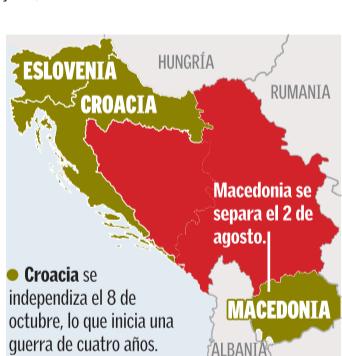 HUNGRÍA
ESLOVENIA
RUMANIA
CROACIA
Macedonia se
separa el 2 de
agosto.
Croacia se
independiza el 8 de
octubre, lo que inicia una
guerra de cuatro años.
MACEDONIA
ALBANIA